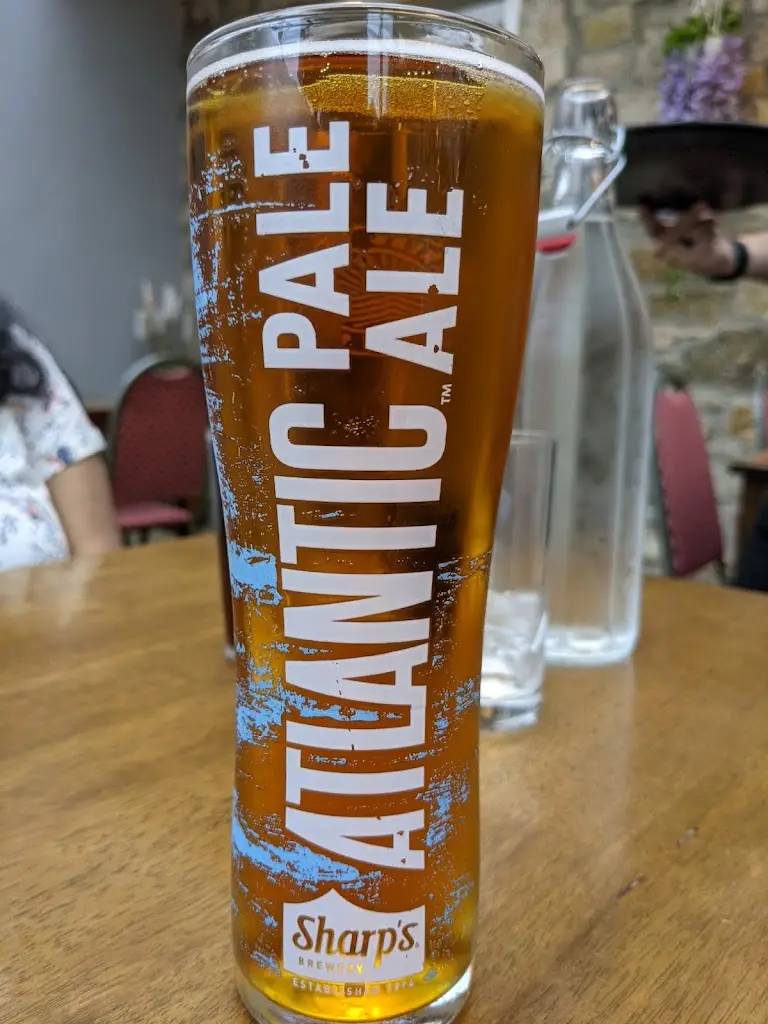 ATLANTIC PALE
ALE™
Sharp's
BREWERY
ESTABLISHED 1994